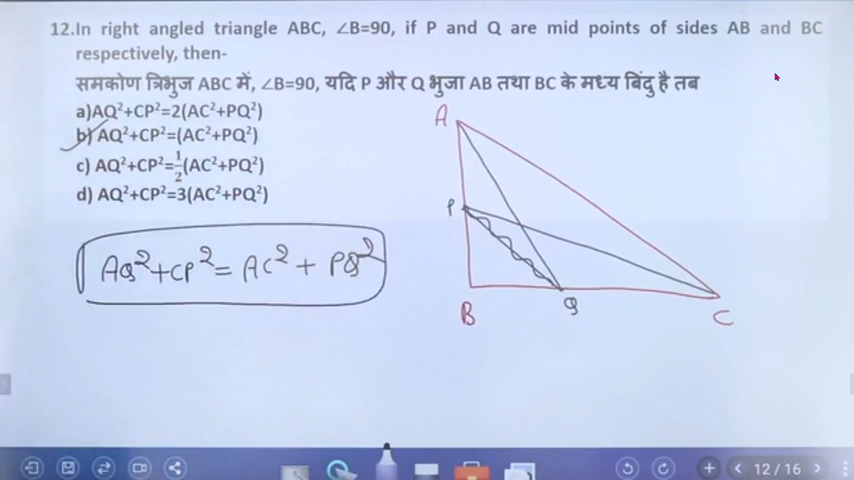 12.In right angled triangle ABC, ∠B=90, if P and Q are mid points of sides AB and BC
respectively, then-
समकोण त्रिभुज ABC में, ∠B=90, यदि P और Q भुजा AB तथा BC के मध्य बिंदु है तब
a)AQ²+CP²=2(AC²+PQ²)
b) AQ²+CP²=(AC²+PQ²)
c) AQ²+CP²=½(AC²+PQ²)
d) AQ²+CP²=3(AC²+PQ²)
AQ²+CP²=AC²+PQ²
A
P
B
Q
C
12/16